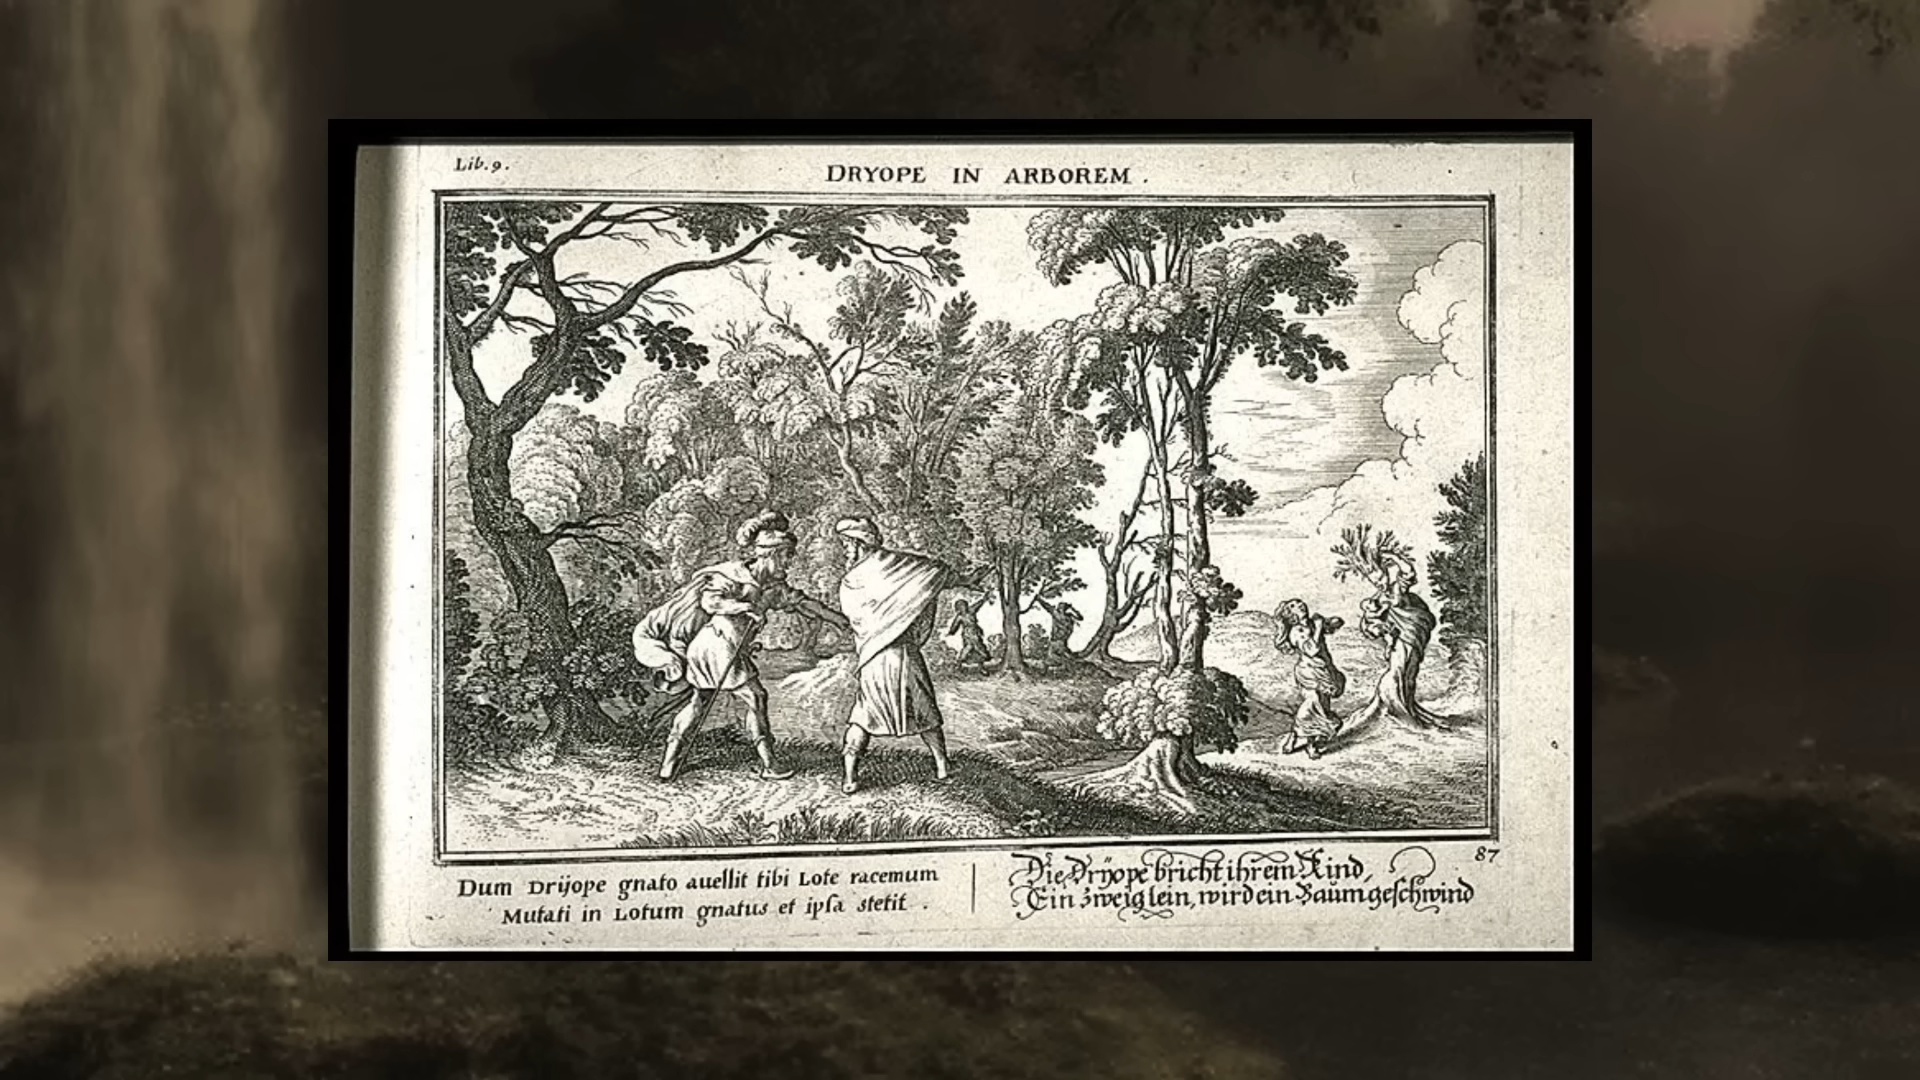 Lib. 9.
DRYOPE IN ARBOREM.
87
Dum Drijope gnato auellit tibi Lote racemum
Mutati in Lotum gnatus et ipsa stetit.
Die Drÿope bricht ihrem Kind,
Ein zweiglein, wird ein Baum geschwind